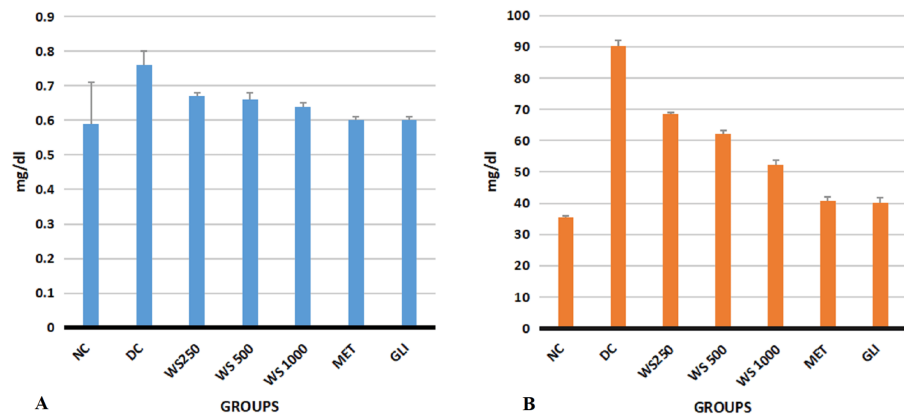 0.9
0.8
0.7
0.6
0.5
0.4
0.3
0.2
0.1
0
mg/dl
NC
DC
WS250
WS 500
WS 1000
MET
GLI
GROUPS
A
100
90
80
70
60
50
40
30
20
10
0
mg/dl
NC
DC
WS250
WS 500
WS 1000
MET
GLI
GROUPS
B